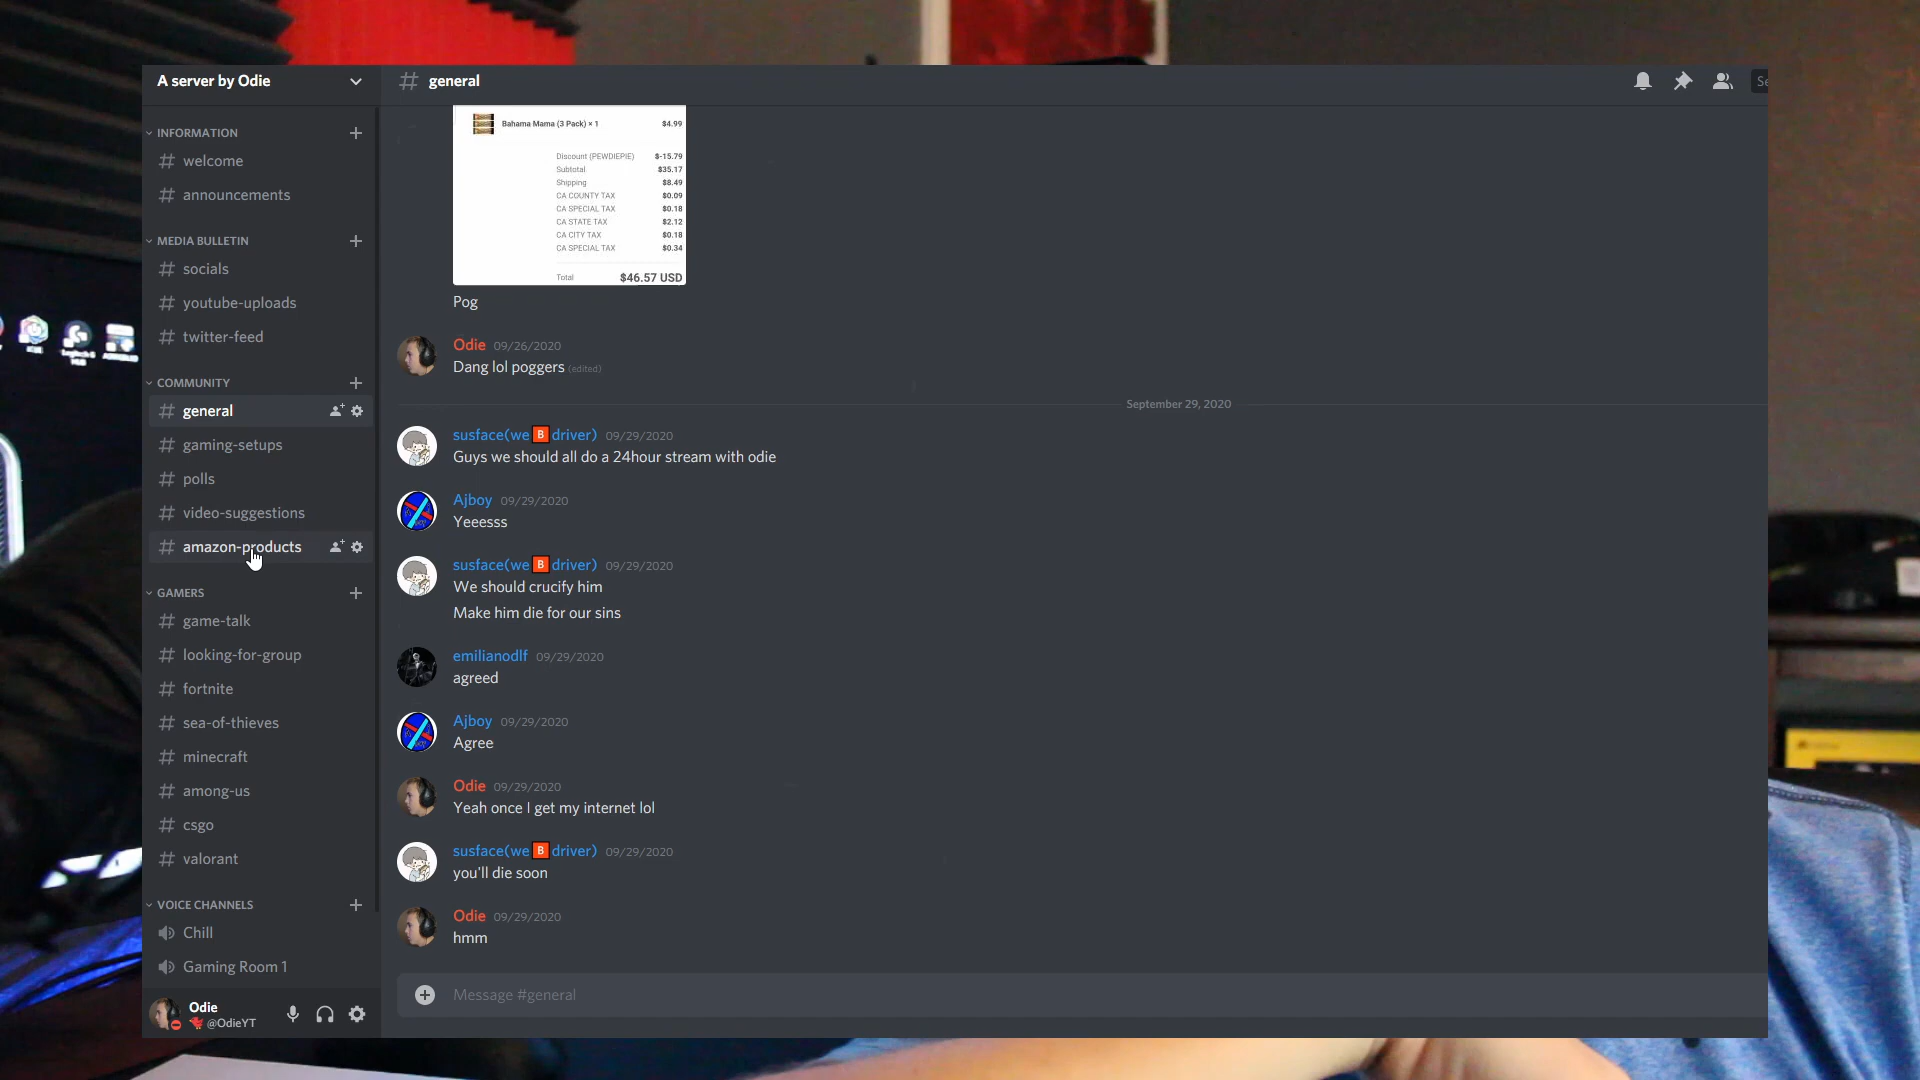 A server by Odie
INFORMATION
# welcome
# announcements
MEDIA BULLETIN
# socials
# youtube-uploads
# twitter-feed
COMMUNITY
# general
# gaming-setups
# polls
# video-suggestions
# amazon-products
GAMERS
# game-talk
# looking-for-group
# fortnite
# sea-of-thieves
# minecraft
# among-us
# csgo
# valorant
VOICE CHANNELS
Chill
Gaming Room 1
Odie
@OdieYT
# general
Se
Bahama Mama (3 Pack) × 1 $4.99
Discount (PEWDIEPIE) $-15.79
Subtotal $35.17
Shipping $8.49
CA COUNTY TAX $0.09
CA SPECIAL TAX $0.18
CA STATE TAX $2.12
CA CITY TAX $0.18
CA SPECIAL TAX $0.34
Total $46.57 USD
Pog
Odie 09/26/2020
Dang lol poggers (edited)
September 29, 2020
susface(we B driver) 09/29/2020
Guys we should all do a 24hour stream with odie
Ajboy 09/29/2020
Yeeesss
susface(we B driver) 09/29/2020
We should crucify him
Make him die for our sins
emilianodlf 09/29/2020
agreed
Ajboy 09/29/2020
Agree
Odie 09/29/2020
Yeah once I get my internet lol
susface(we B driver) 09/29/2020
you'll die soon
Odie 09/29/2020
hmm
Message #general